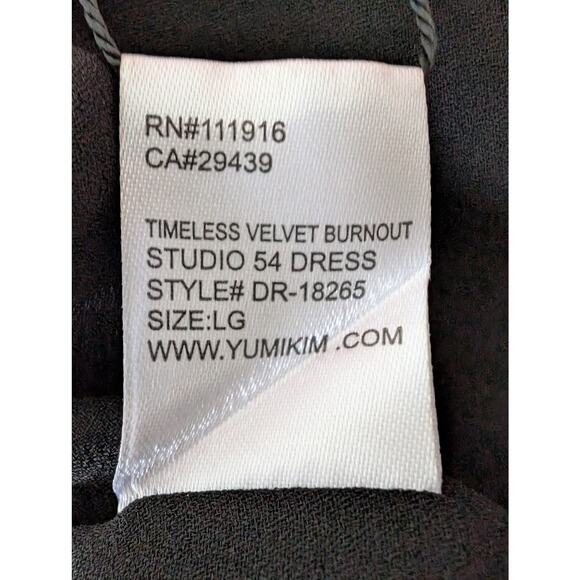 RN#111916
CA#29439
TIMELESS VELVET BURNOUT
STUDIO 54 DRESS
STYLE# DR-18265
SIZE:LG
WWW.YUMIKIM .COM